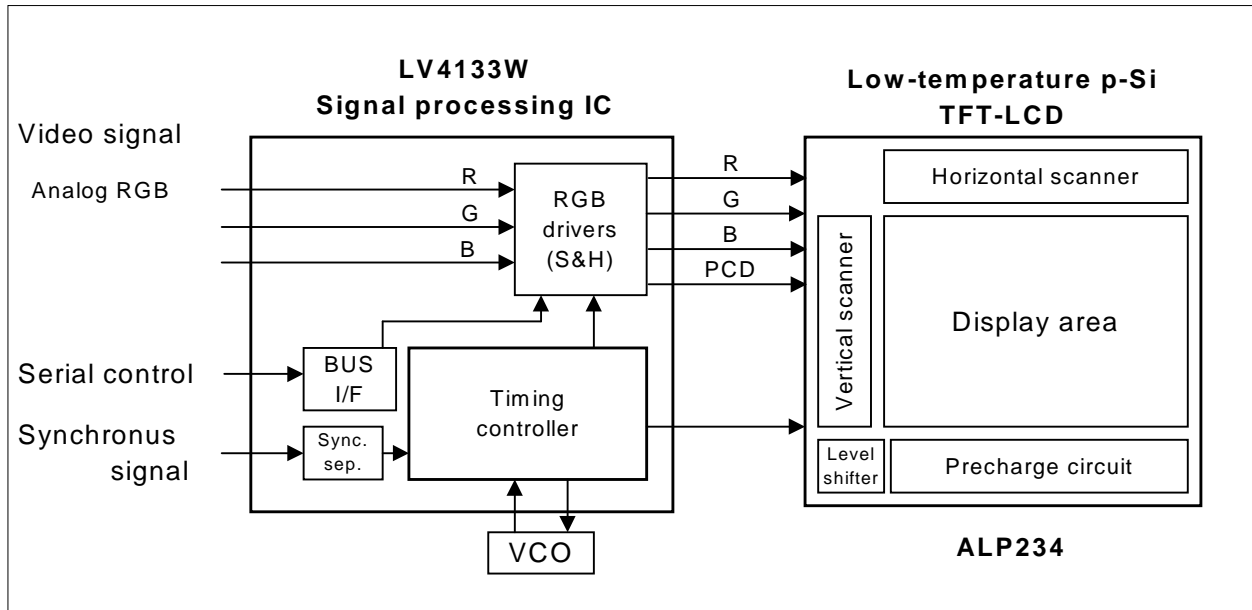 LV4133W
Signal processing IC
Low-temperature p-Si
TFT-LCD
Video signal
Analog RGB
R
G
B
RGB
drivers
(S&H)
R
G
B
PCD
Horizontal scanner
Vertical scanner
Display area
Serial control
BUS
I/F
Timing
controller
Synchronus
signal
Sync.
sep.
Level
shifter
Precharge circuit
VCO
ALP234